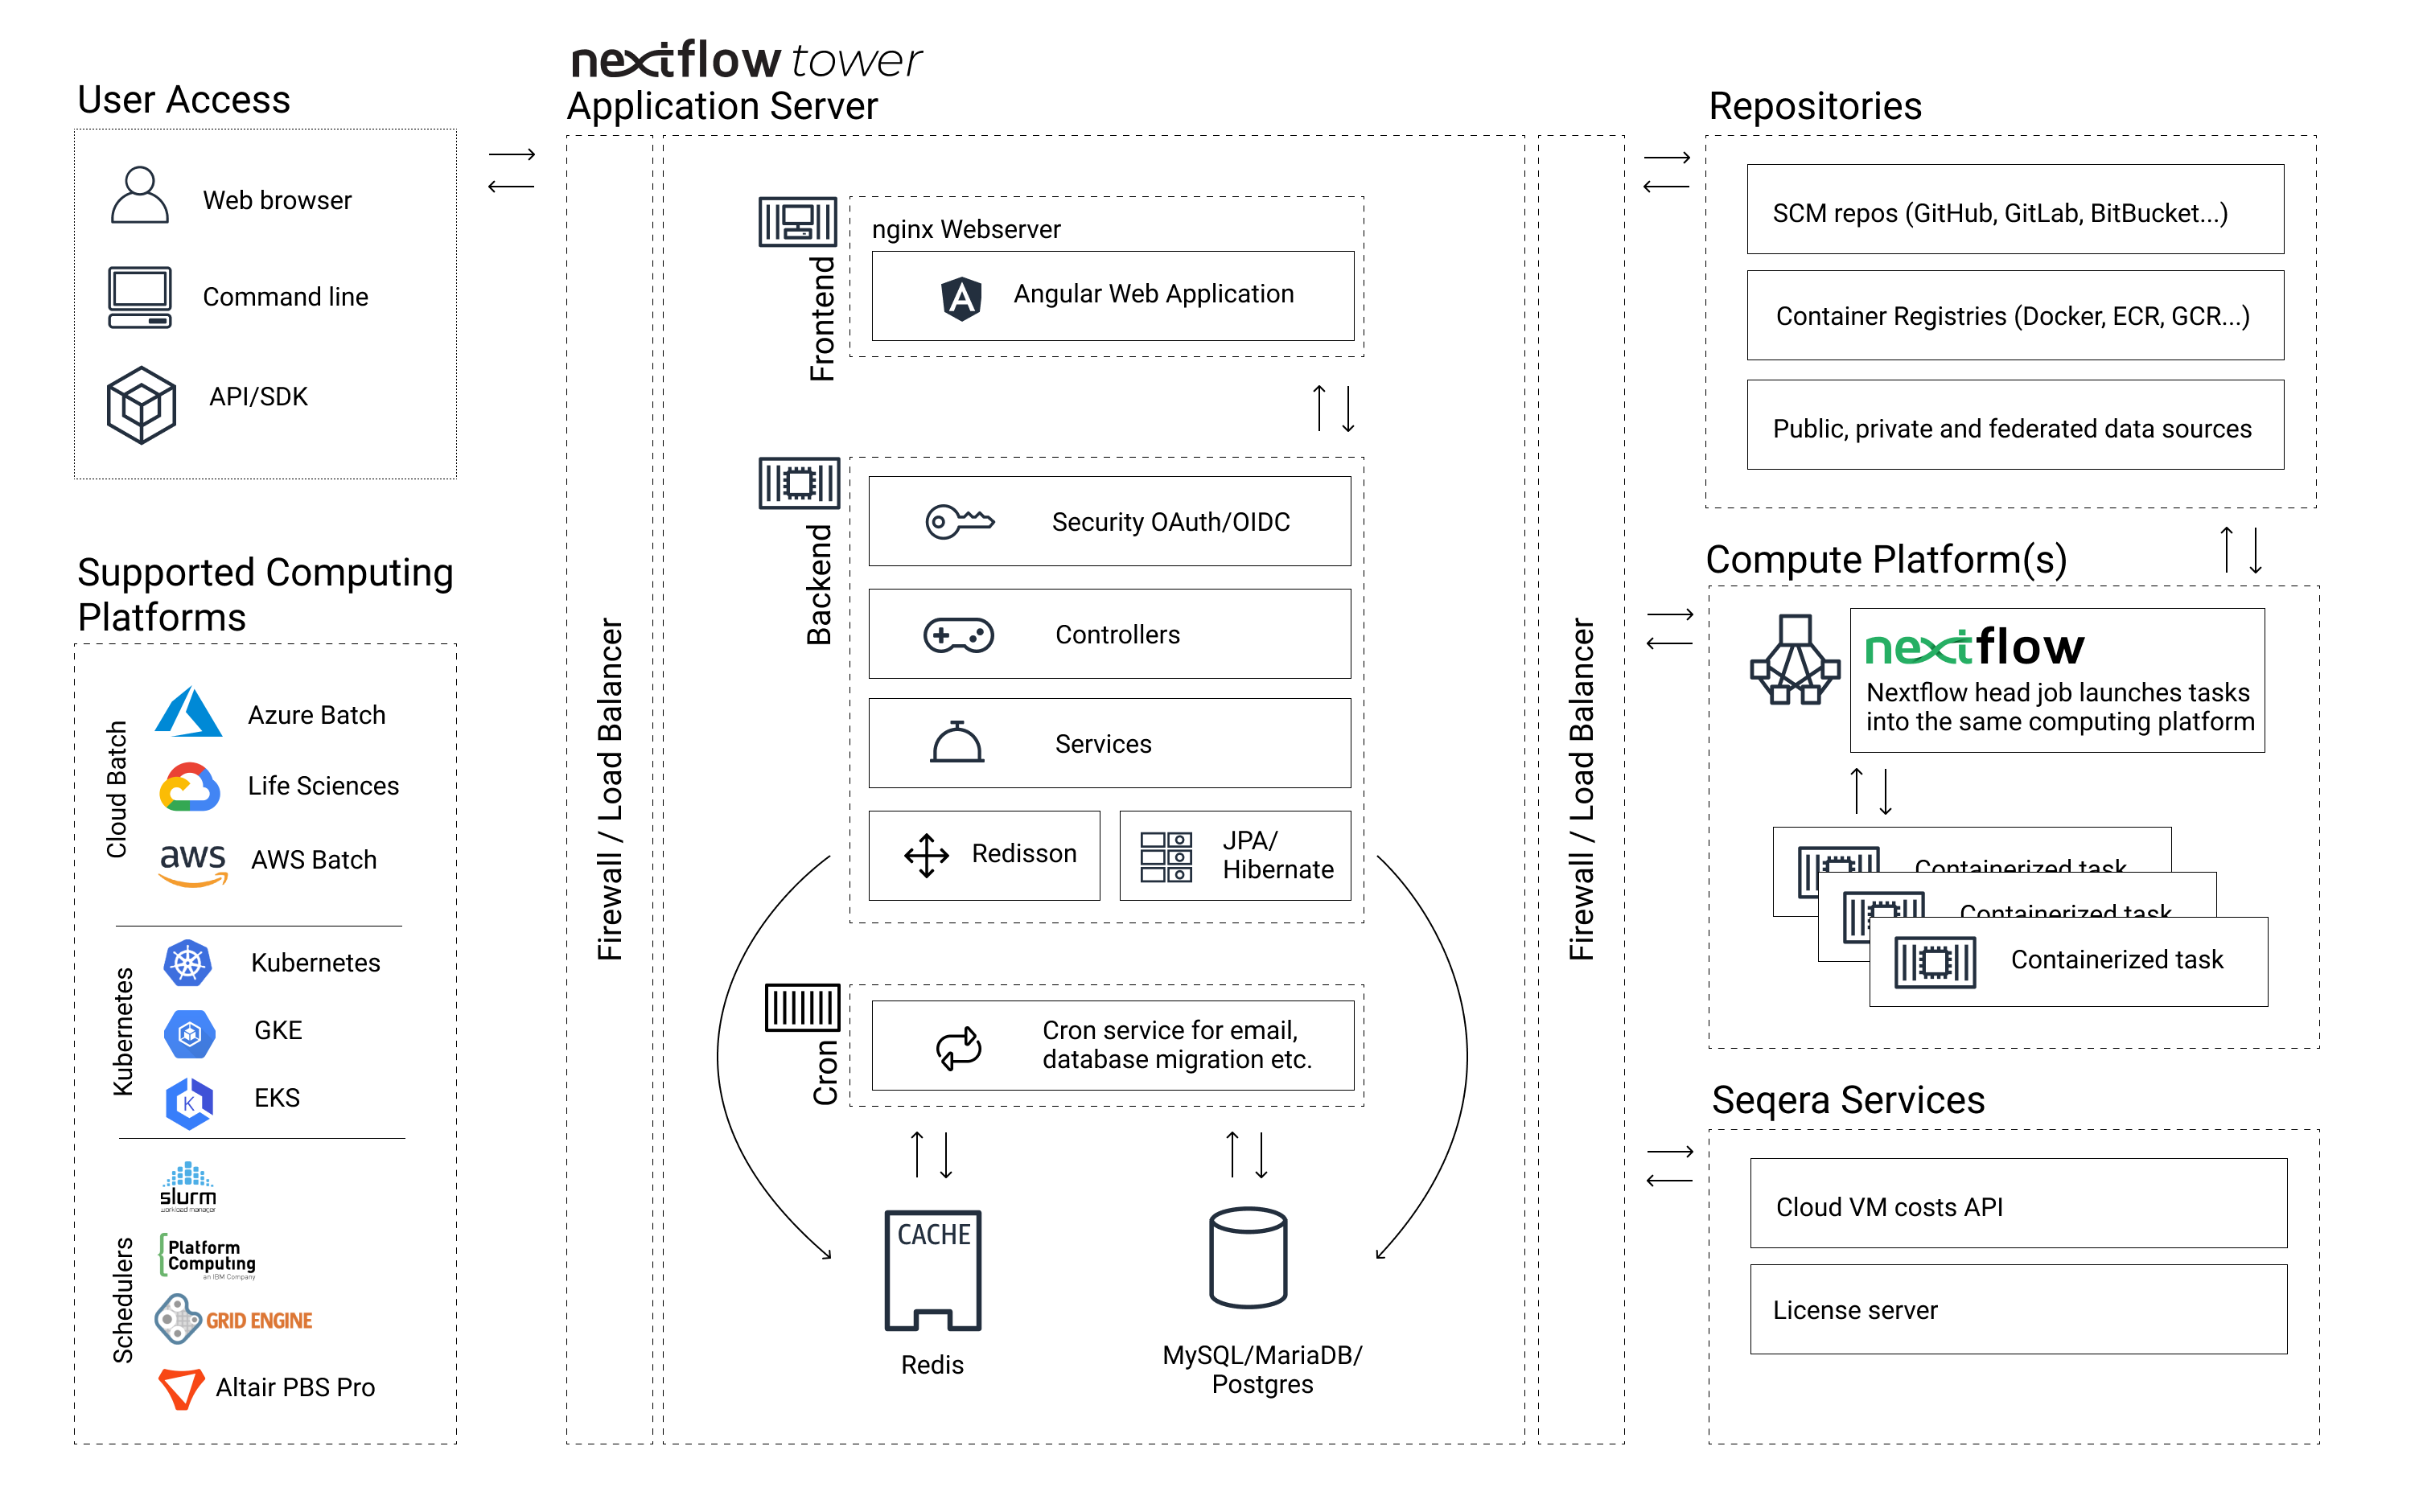 User Access
Web browser
Command line
API/SDK
Supported Computing
Platforms
Cloud Batch
Azure Batch
Life Sciences
aws
AWS Batch
Kubernetes
Kubernetes
GKE
K
EKS
Schedulers
slurm
workload manager
Platform
Computing
an IBM Company
GRID ENGINE
Altair PBS Pro
nextflow tower
Application Server
Firewall / Load Balancer
Frontend
nginx Webserver
A
Angular Web Application
Backend
Security OAuth/OIDC
Controllers
Services
Redisson
JPA/
Hibernate
Cron
Cron service for email,
database migration etc.
CACHE
Redis
MySQL/MariaDB/
Postgres
Firewall / Load Balancer
Repositories
SCM repos (GitHub, GitLab, BitBucket...)
Container Registries (Docker, ECR, GCR...)
Public, private and federated data sources
Compute Platform(s)
nextflow
Nextflow head job launches tasks
into the same computing platform
Containerized task
Containerized task
Containerized task
Seqera Services
Cloud VM costs API
License server